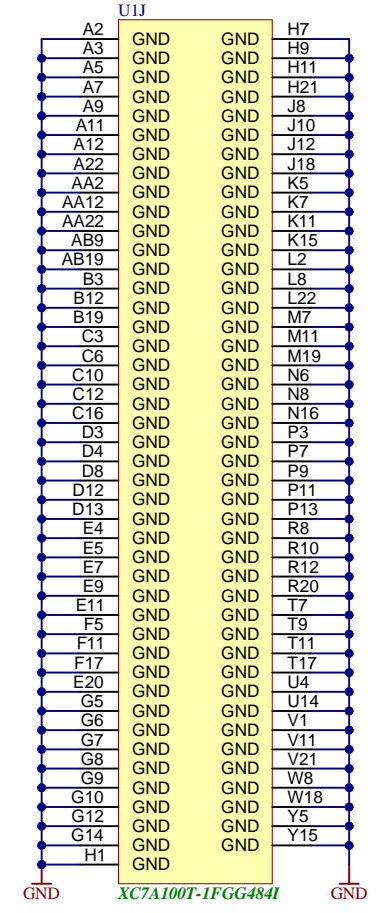 U1J
A2 GND GND H7
A3 GND GND H9
A5 GND GND H11
A7 GND GND H21
A9 GND GND J8
A11 GND GND J10
A12 GND GND J12
A22 GND GND J18
AA2 GND GND K5
AA12 GND GND K7
AA22 GND GND K11
AB9 GND GND K15
AB19 GND GND L2
B3 GND GND L8
B12 GND GND L22
B19 GND GND M7
C3 GND GND M11
C6 GND GND M19
C10 GND GND N6
C12 GND GND N8
C16 GND GND N16
D3 GND GND P3
D4 GND GND P7
D8 GND GND P9
D12 GND GND P11
D13 GND GND P13
E4 GND GND R8
E5 GND GND R10
E7 GND GND R12
E9 GND GND R20
E11 GND GND T7
F5 GND GND T9
F11 GND GND T11
F17 GND GND T17
E20 GND GND U4
G5 GND GND U14
G6 GND GND V1
G7 GND GND V11
G8 GND GND V21
G9 GND GND W8
G10 GND GND W18
G12 GND GND Y5
G14 GND GND Y15
H1 GND
GND XC7A100T-1FGG484I GND